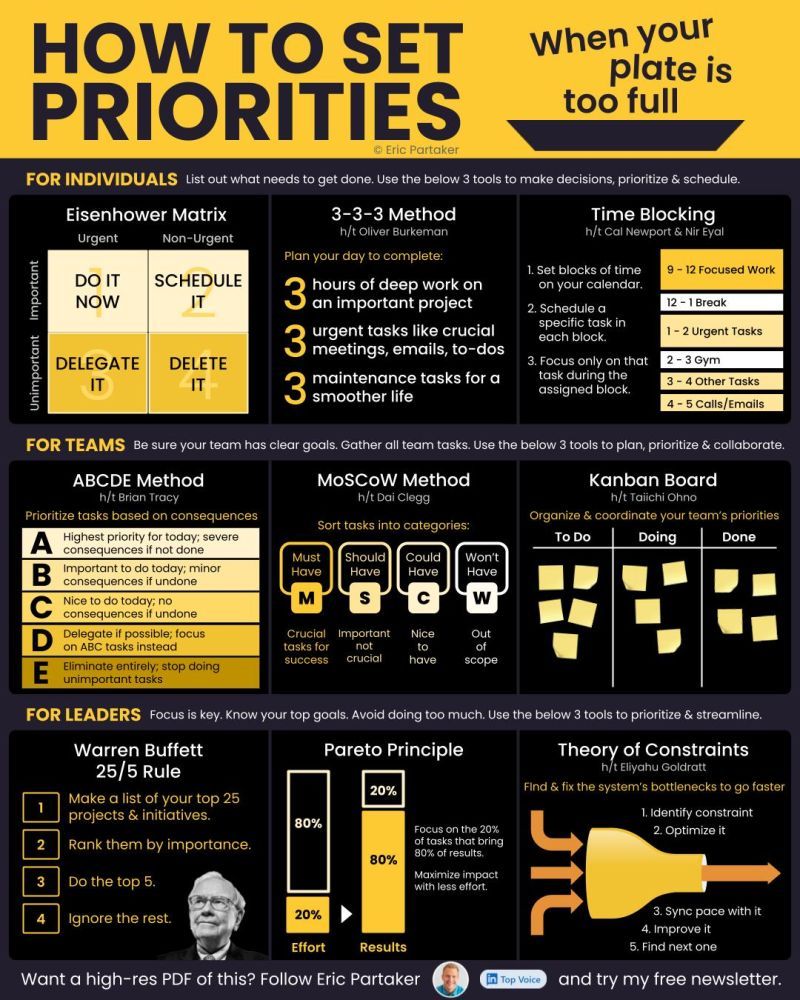 HOW TO SET
PRIORITIES
© Eric Partaker
When your
plate is
too full
FOR INDIVIDUALS List out what needs to get done. Use the below 3 tools to make decisions, prioritize & schedule.
Eisenhower Matrix
Urgent Non-Urgent
Important
Unimportant
1
DO IT
NOW
2
SCHEDULE
IT
3
DELEGATE
IT
4
DELETE
IT
3-3-3 Method
h/t Oliver Burkeman
Plan your day to complete:
3 hours of deep work on
an important project
3 urgent tasks like crucial
meetings, emails, to-dos
3 maintenance tasks for a
smoother life
Time Blocking
h/t Cal Newport & Nir Eyal
1. Set blocks of time
on your calendar.
2. Schedule a
specific task in
each block.
3. Focus only on that
task during the
assigned block.
9 - 12 Focused Work
12 - 1 Break
1 - 2 Urgent Tasks
2 - 3 Gym
3 - 4 Other Tasks
4 - 5 Calls/Emails
FOR TEAMS Be sure your team has clear goals. Gather all team tasks. Use the below 3 tools to plan, prioritize & collaborate.
ABCDE Method
h/t Brian Tracy
Prioritize tasks based on consequences
A Highest priority for today; severe
consequences if not done
B Important to do today; minor
consequences if undone
C Nice to do today; no
consequences if undone
D Delegate if possible; focus
on ABC tasks instead
E Eliminate entirely; stop doing
unimportant tasks
MoSCoW Method
h/t Dai Clegg
Sort tasks into categories:
Must
Have
M
Crucial
tasks for
success
Should
Have
S
Important
not
crucial
Could
Have
C
Nice
to
have
Won't
Have
W
Out
of
scope
Kanban Board
h/t Taiichi Ohno
Organize & coordinate your team's priorities
To Do Doing Done
FOR LEADERS Focus is key. Know your top goals. Avoid doing too much. Use the below 3 tools to prioritize & streamline.
Warren Buffett
25/5 Rule
1 Make a list of your top 25
projects & initiatives.
2 Rank them by importance.
3 Do the top 5.
4 Ignore the rest.
Pareto Principle
80%
20%
Effort
20%
80%
Results
Focus on the 20%
of tasks that bring
80% of results.
Maximize impact
with less effort.
Theory of Constraints
h/t Eliyahu Goldratt
FInd & fix the system's bottlenecks to go faster
1. Identify constraint
2. Optimize it
3. Sync pace with it
4. Improve it
5. Find next one
Want a high-res PDF of this? Follow Eric Partaker in Top Voice and try my free newsletter.